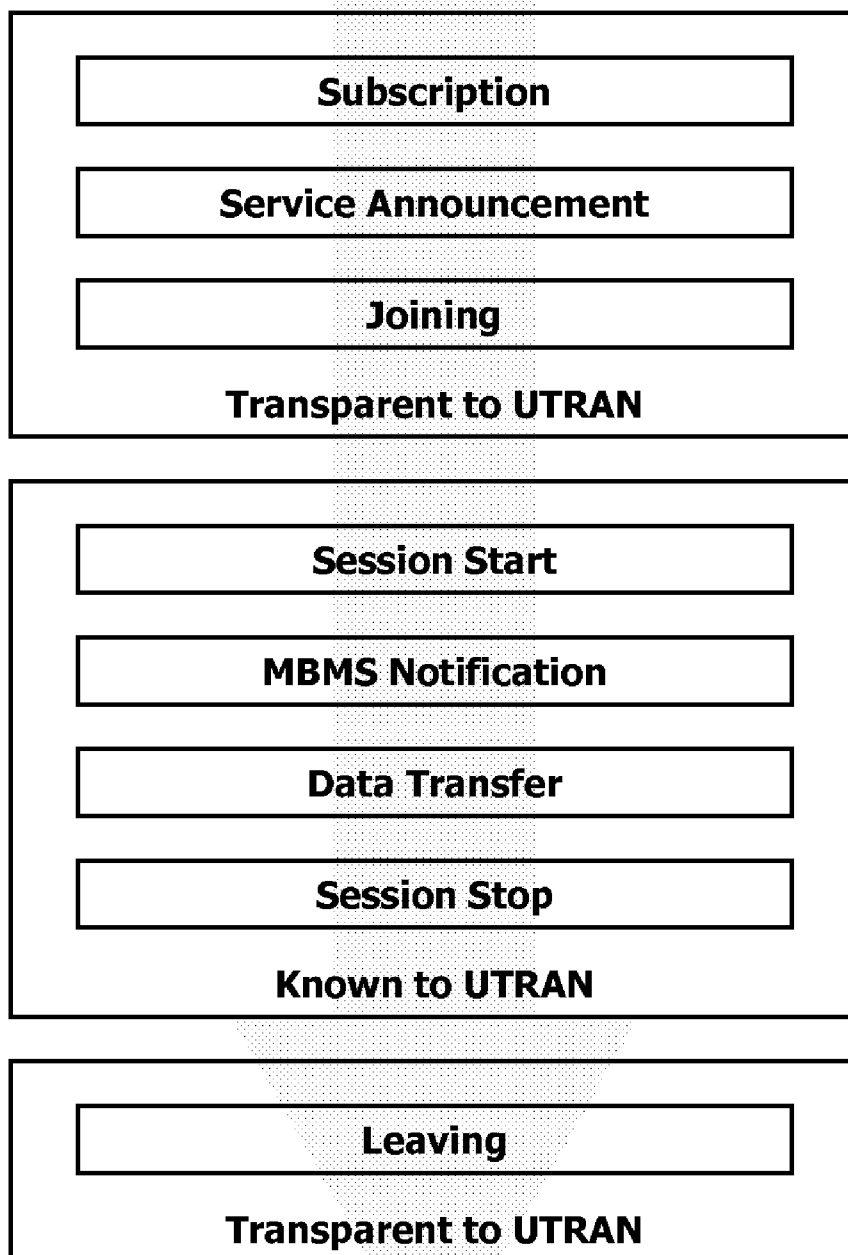 Subscription
Service Announcement
Joining
Transparent to UTRAN
Session Start
MBMS Notification
Data Transfer
Session Stop
Known to UTRAN
Leaving
Transparent to UTRAN